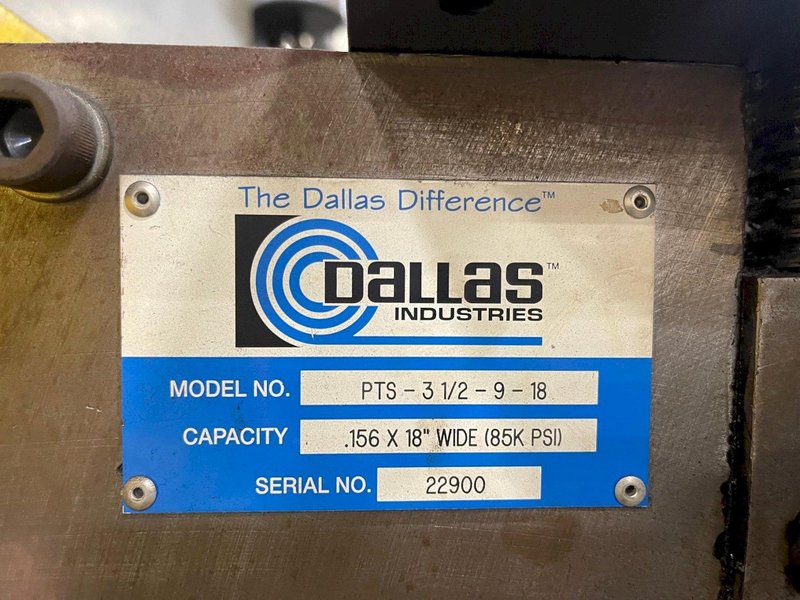 The Dallas Difference™
DALLAS™
INDUSTRIES
MODEL NO. PTS - 3 1/2 - 9 - 18
CAPACITY .156 X 18" WIDE (85K PSI)
SERIAL NO. 22900